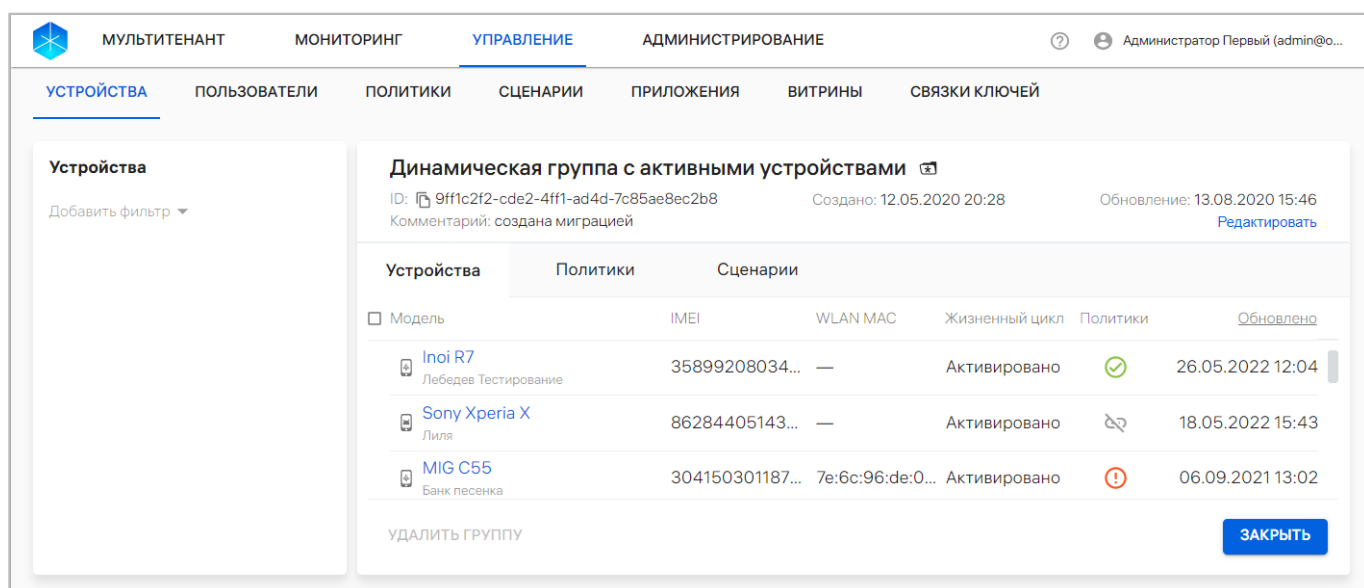 МУЛЬТИТЕНАНТ МОНИТОРИНГ УПРАВЛЕНИЕ АДМИНИСТРИРОВАНИЕ Администратор Первый (admin@o...
УСТРОЙСТВА ПОЛЬЗОВАТЕЛИ ПОЛИТИКИ СЦЕНАРИИ ПРИЛОЖЕНИЯ ВИТРИНЫ СВЯЗКИ КЛЮЧЕЙ
Устройства
Добавить фильтр
Динамическая группа с активными устройствами
ID: 9ff1c2f2-cde2-4ff1-ad4d-7c85ae8ec2b8 Создано: 12.05.2020 20:28 Обновление: 13.08.2020 15:46
Комментарий: создана миграцией Редактировать
Устройства Политики Сценарии
Модель IMEI WLAN MAC Жизненный цикл Политики Обновлено
Inoi R7 35899208034... — Активировано 26.05.2022 12:04
Лебедев Тестирование
Sony Xperia X 86284405143... — Активировано 18.05.2022 15:43
Лиля
MIG C55 304150301187... 7e:6c:96:de:0... Активировано 06.09.2021 13:02
Банк песенка
УДАЛИТЬ ГРУППУ ЗАКРЫТЬ